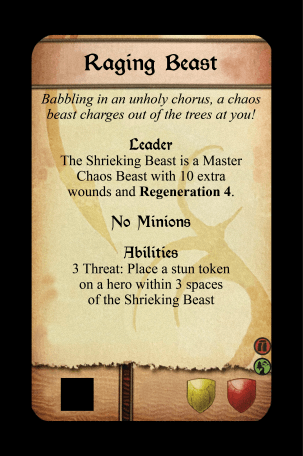 Raging Beast
Babbling in an unholy chorus, a chaos
beast charges out of the trees at you!
Leader
The Shrieking Beast is a Master
Chaos Beast with 10 extra
wounds and Regeneration 4.
No Minions
Abilities
3 Threat: Place a stun token
on a hero within 3 spaces
of the Shrieking Beast